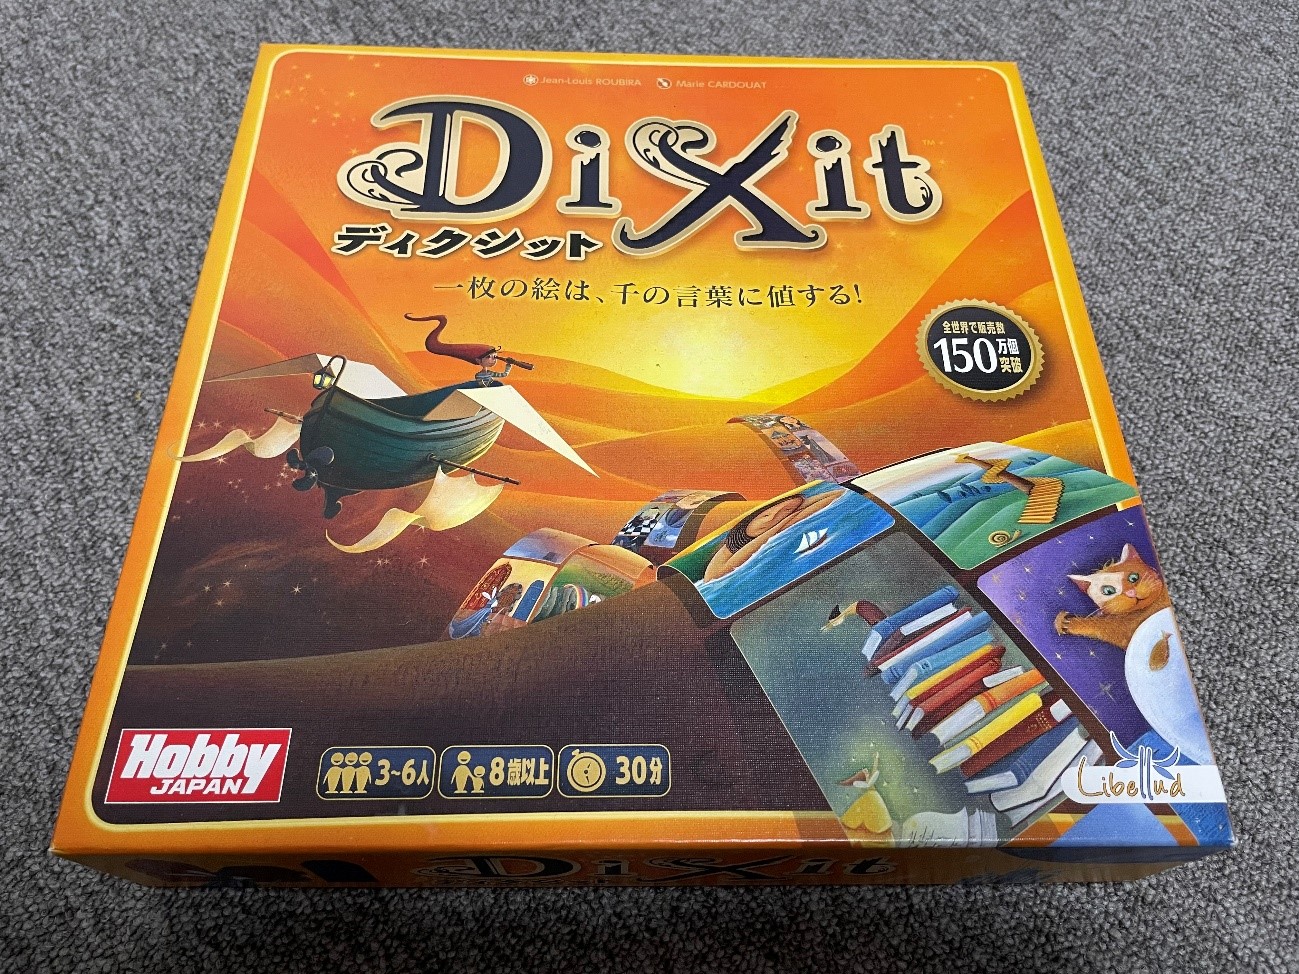 Jean-Louis ROUBIRA Marie CARDOUAT
DiXit™
ディクシット
一枚の絵は、千の言葉に値する!
全世界で販売数
150万個
突破
Hobby
JAPAN
3~6人 8歳以上 30分
Libellud
DiXit